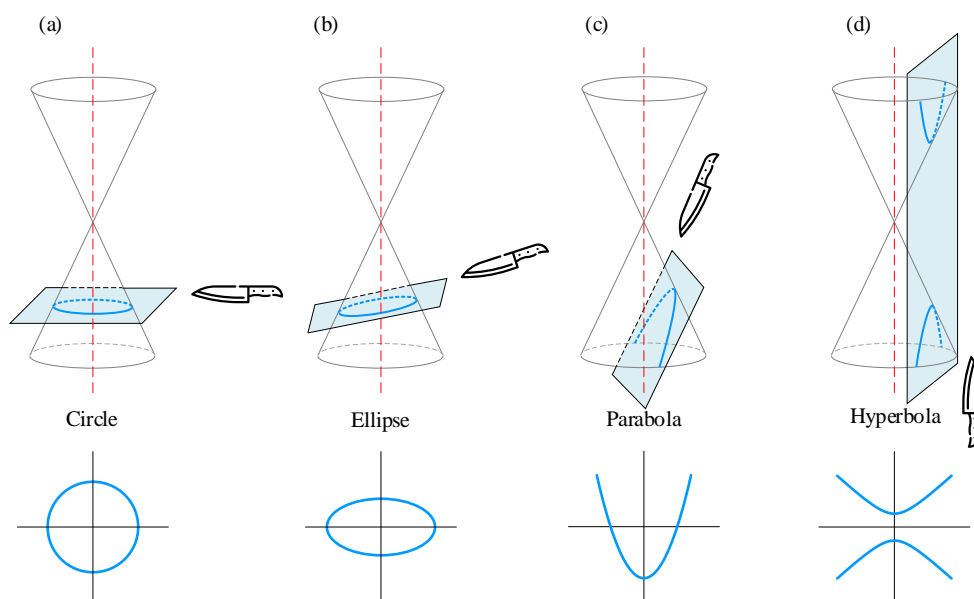 (a)
(b)
(c)
(d)
Circle
Ellipse
Parabola
Hyperbola